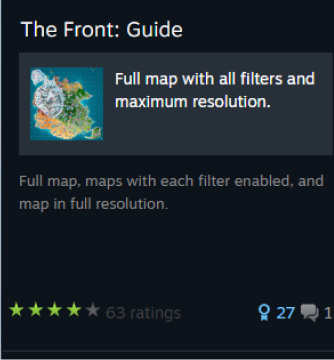 The Front: Guide
Full map with all filters and
maximum resolution.
Full map, maps with each filter enabled, and
map in full resolution.
63 ratings 27 1